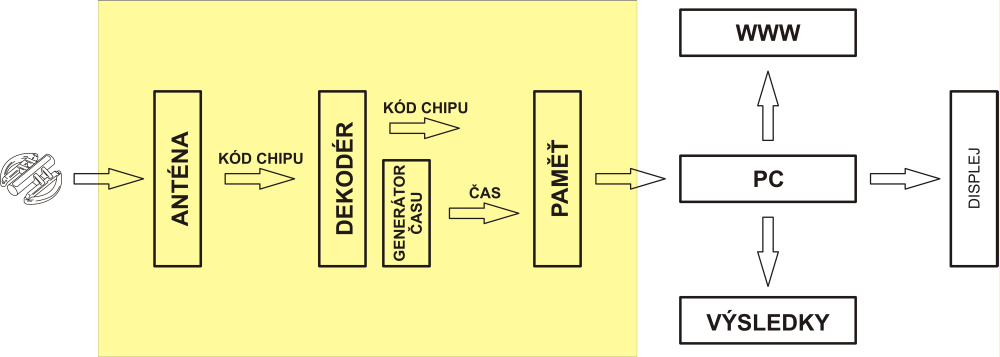 WWW
ANTÉNA
KÓD CHIPU
DEKODÉR
KÓD CHIPU
GENERÁTOR
ČASU
ČAS
PAMĚŤ
PC
DISPLEJ
VÝSLEDKY